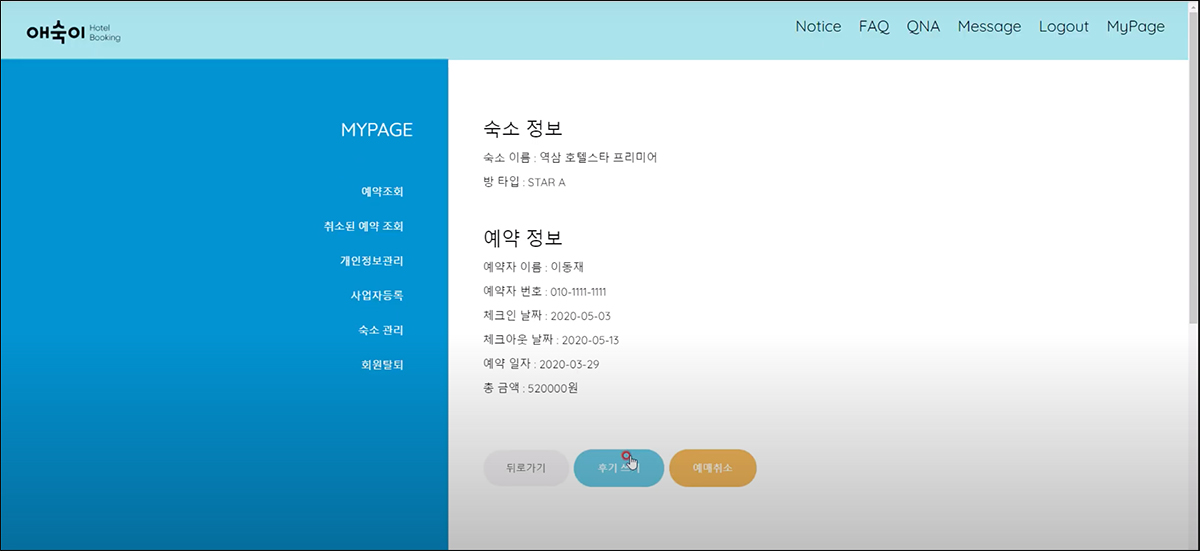 애숙이 Hotel Booking
Notice FAQ QNA Message Logout MyPage
MYPAGE
예약조회
취소된 예약 조회
개인정보관리
사업자등록
숙소 관리
회원탈퇴
숙소 정보
숙소 이름 : 역삼 호텔스타 프리미어
방 타입 : STAR A
예약 정보
예약자 이름 : 이동재
예약자 번호 : 010-1111-1111
체크인 날짜 : 2020-05-03
체크아웃 날짜 : 2020-05-13
예약 일자 : 2020-03-29
총 금액 : 520000원
뒤로가기 후기 예매취소